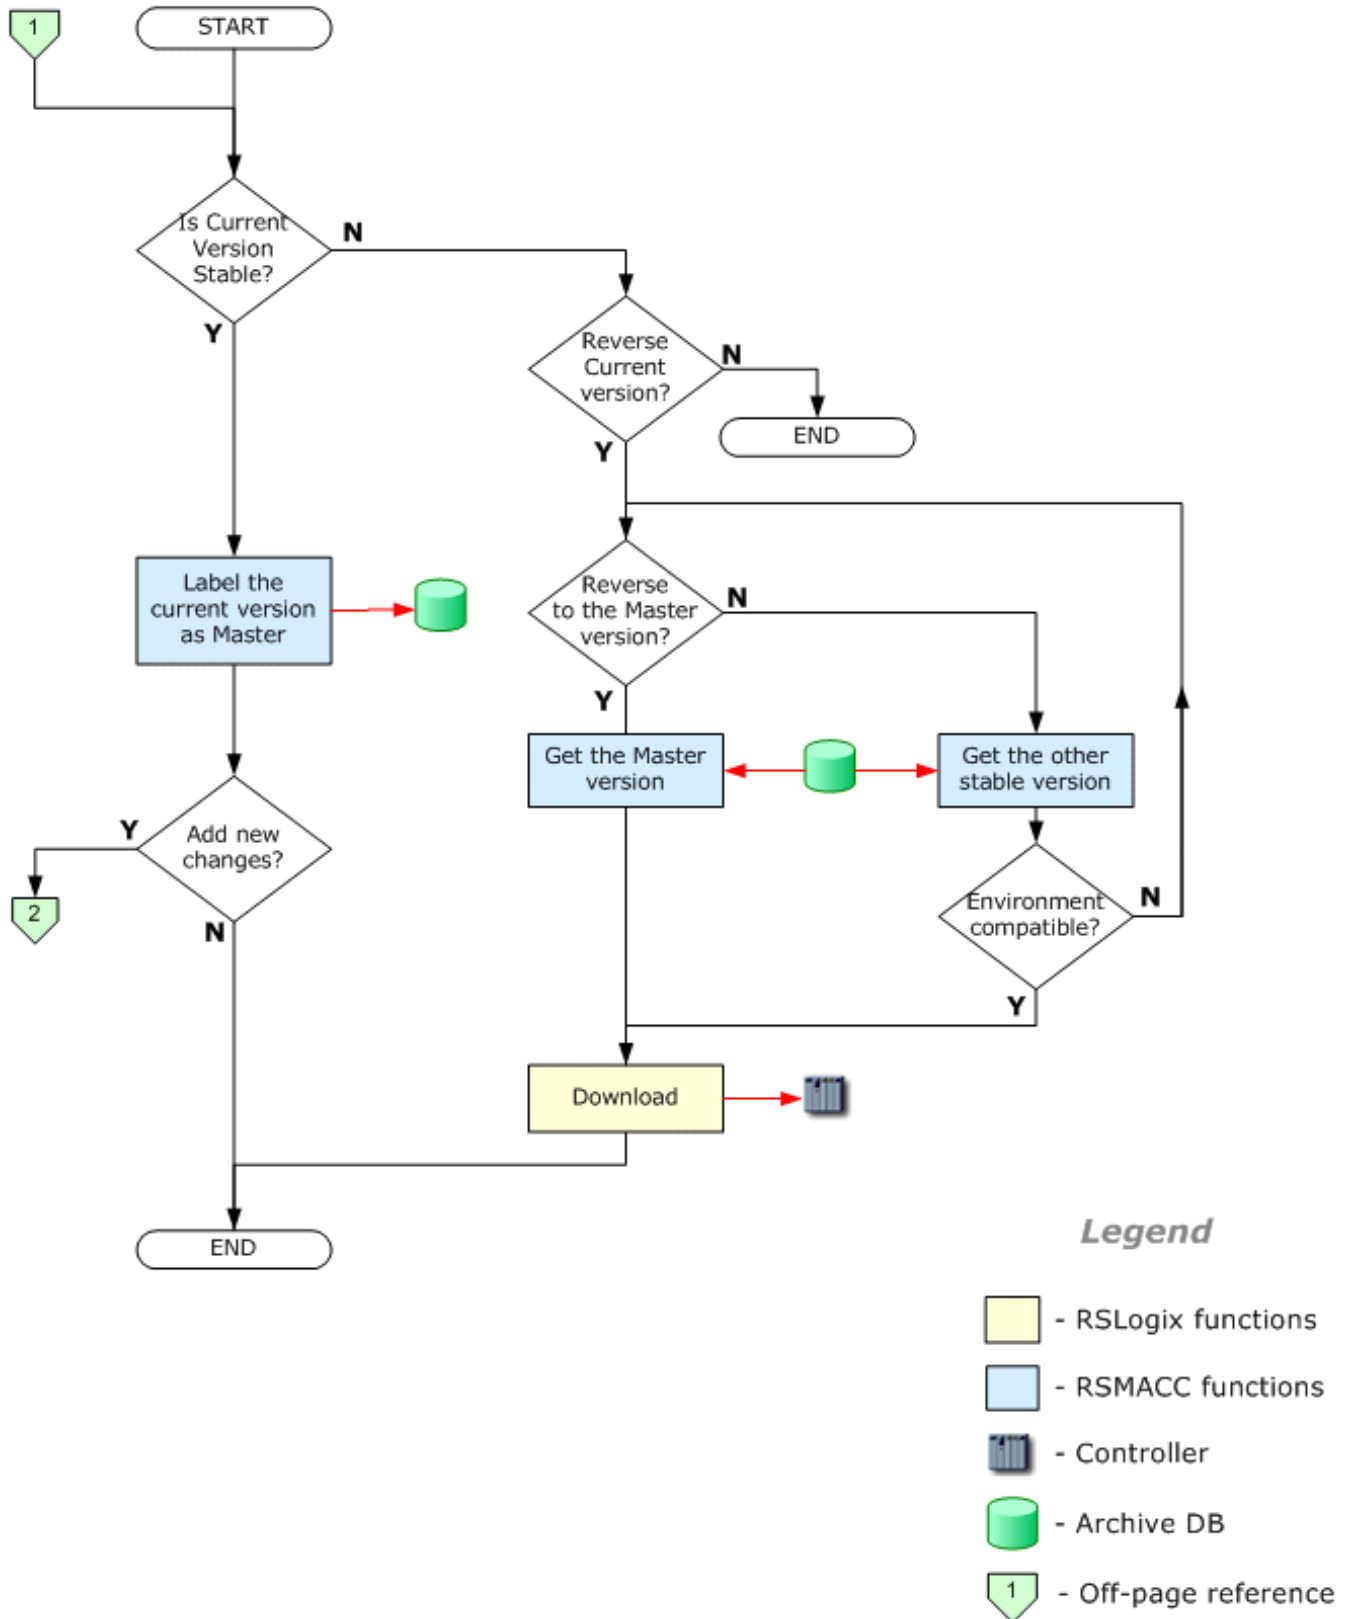 1
START
Is Current
Version
Stable?
N
Y
Reverse
Current
version?
N
END
Y
Label the
current version
as Master
Reverse
to the Master
version?
N
Y
Get the Master
version
Get the other
stable version
Add new
changes?
Y
2
N
Environment
compatible?
N
Y
Download
END
Legend
- RSLogix functions
- RSMACC functions
- Controller
- Archive DB
1
- Off-page reference